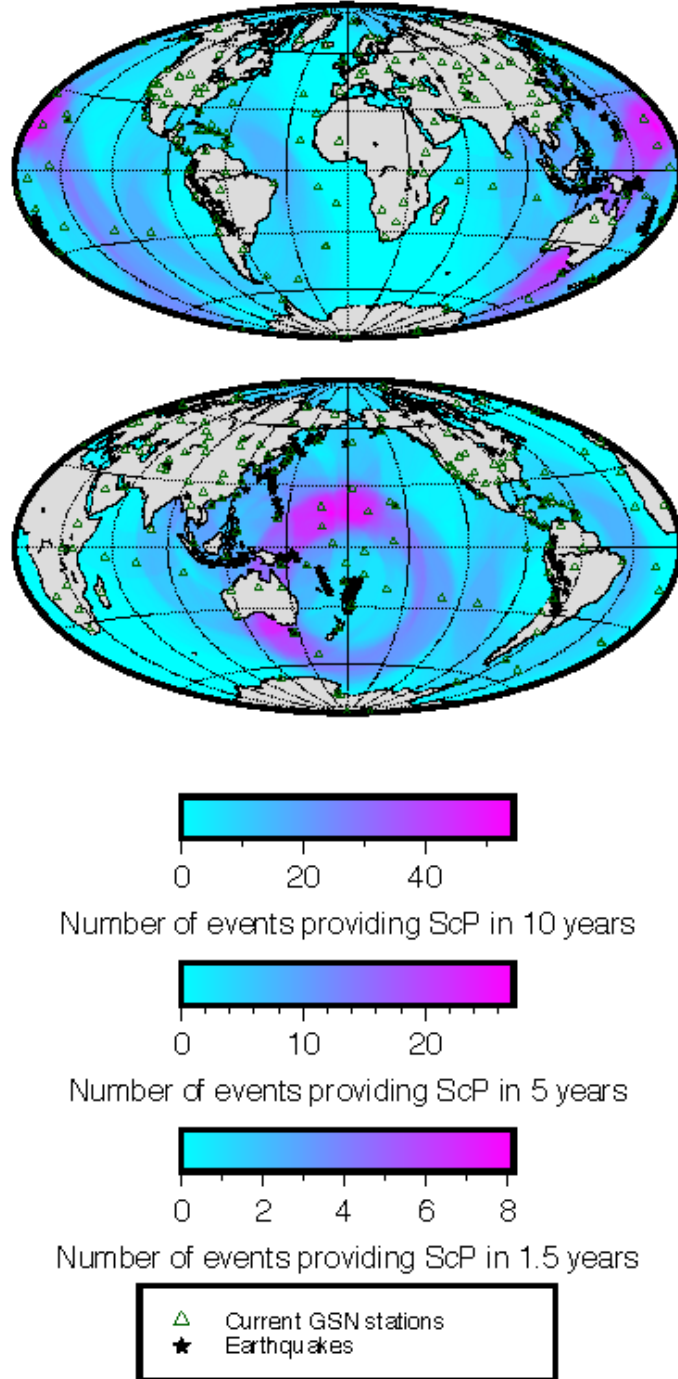 0 20 40
Number of events providing ScP in 10 years
0 10 20
Number of events providing ScP in 5 years
0 2 4 6 8
Number of events providing ScP in 1.5 years
Current GSN stations
Earthquakes